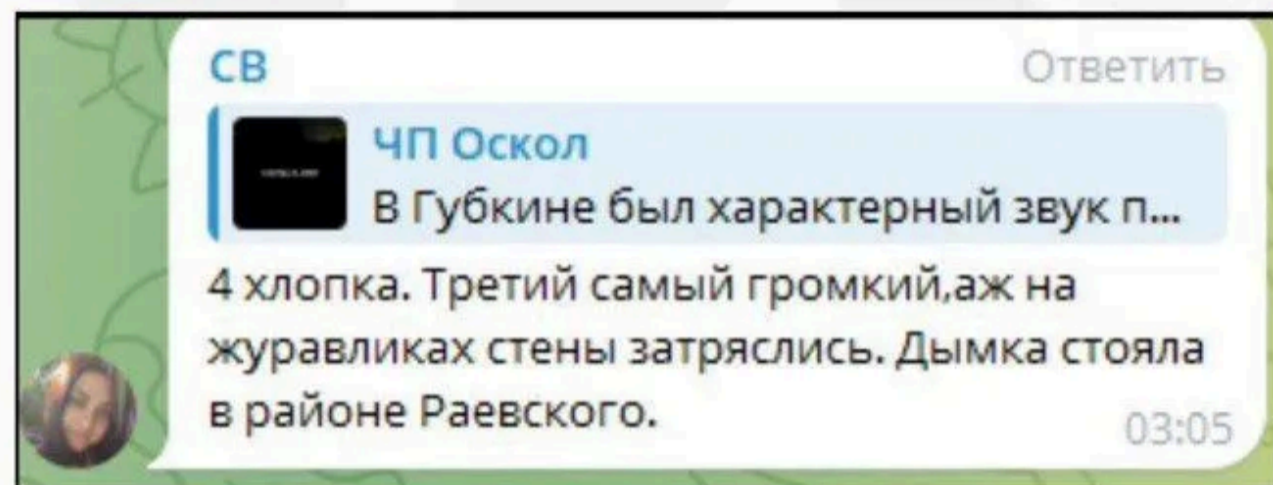 СВ Ответить
ЧП Оскол
В Губкине был характерный звук п...
4 хлопка. Третий самый громкий,аж на
журавликах стены затряслись. Дымка стояла
в районе Раевского.
03:05